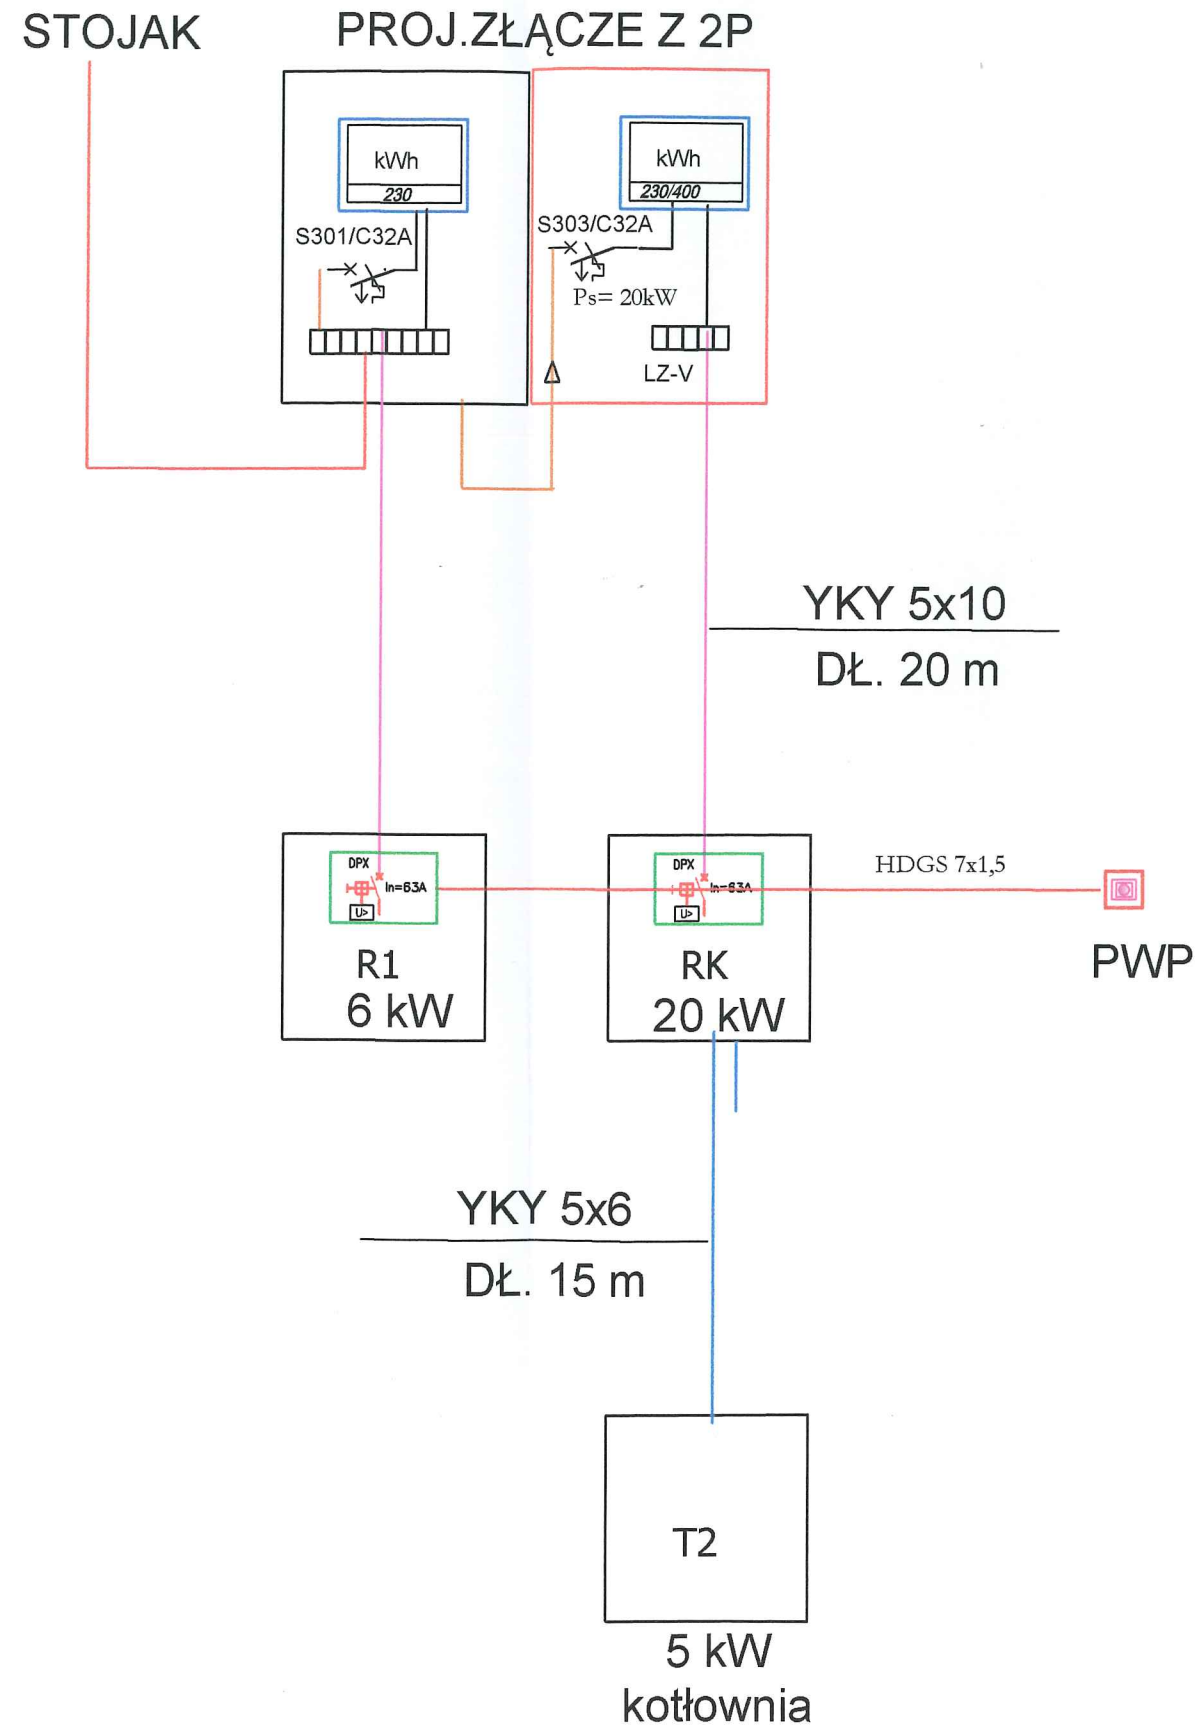 STOJAK
PROJ.ZŁĄCZE Z 2P
kWh
230
kWh
230/400
S301/C32A
S303/C32A
Ps= 20kW
LZ-V
YKY 5x10
DŁ. 20 m
DPX
In=63A
U>
R1
6 kW
DPX
In=63A
U>
RK
20 kW
HDGS 7x1,5
PWP
YKY 5x6
DŁ. 15 m
T2
5 kW
kotłownia